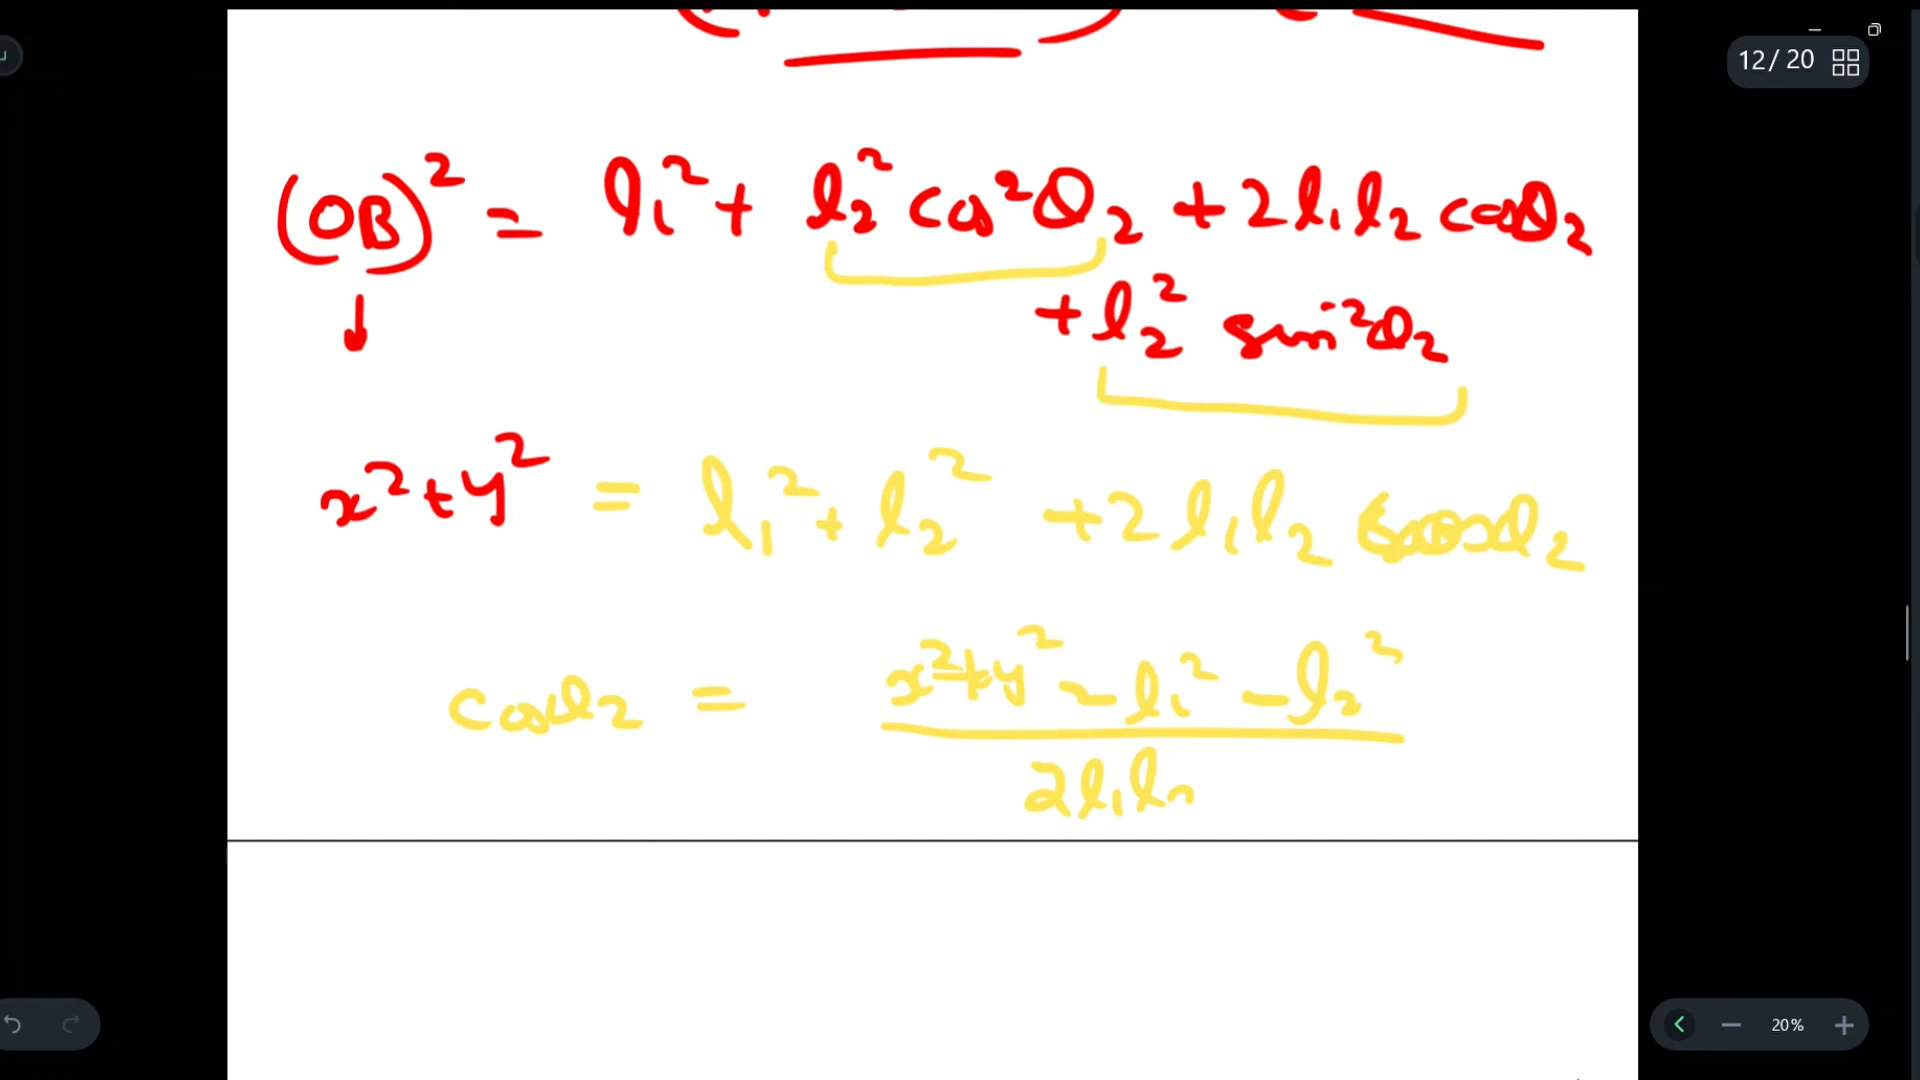 12/ 20
(OB)² = l₁² + l₂² cos²θ₂ + 2l₁l₂ cosθ₂
+ l₂² sin²θ₂
x²+y² = l₁² + l₂² + 2l₁l₂ cosθ₂
cosθ₂ = (x²+y² - l₁² - l₂²) / 2l₁l₂
20%